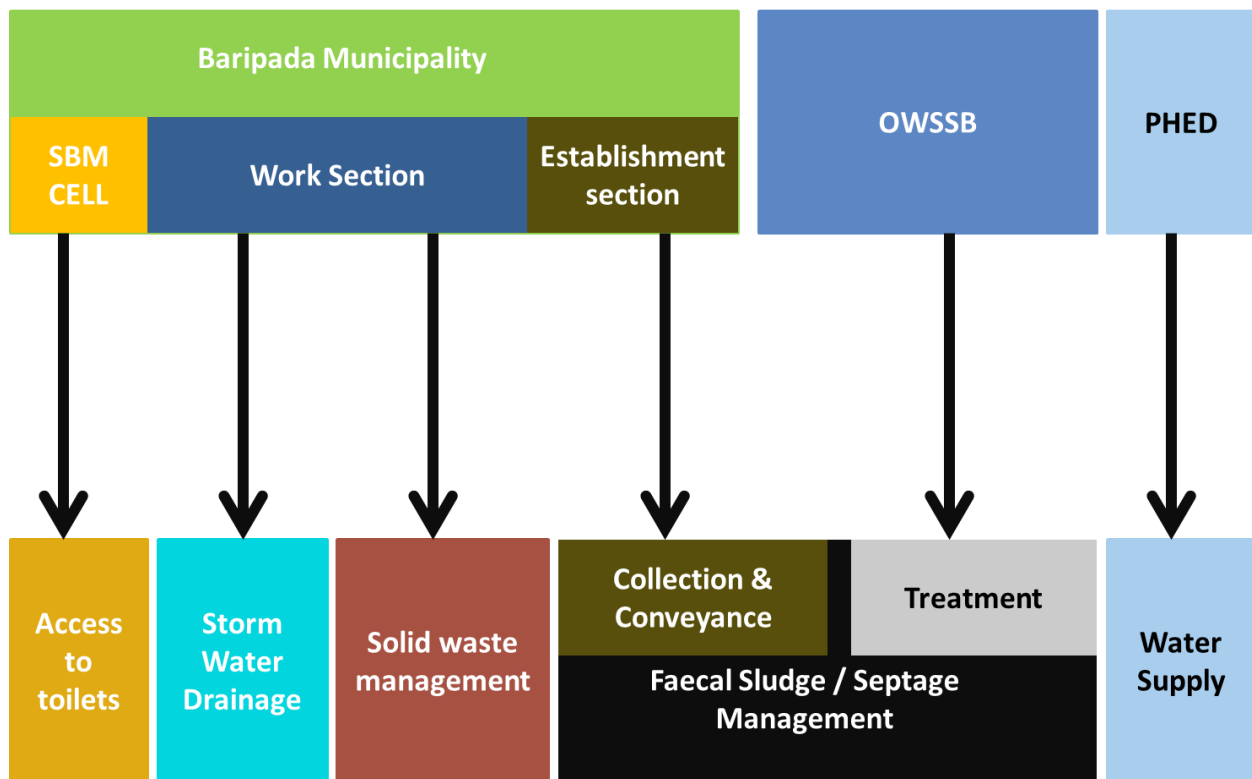 Baripada Municipality
OWSSB
PHED
SBM
CELL
Work Section
Establishment
section
Access
to
toilets
Storm
Water
Drainage
Solid waste
management
Collection &
Conveyance
Treatment
Faecal Sludge / Septage
Management
Water
Supply